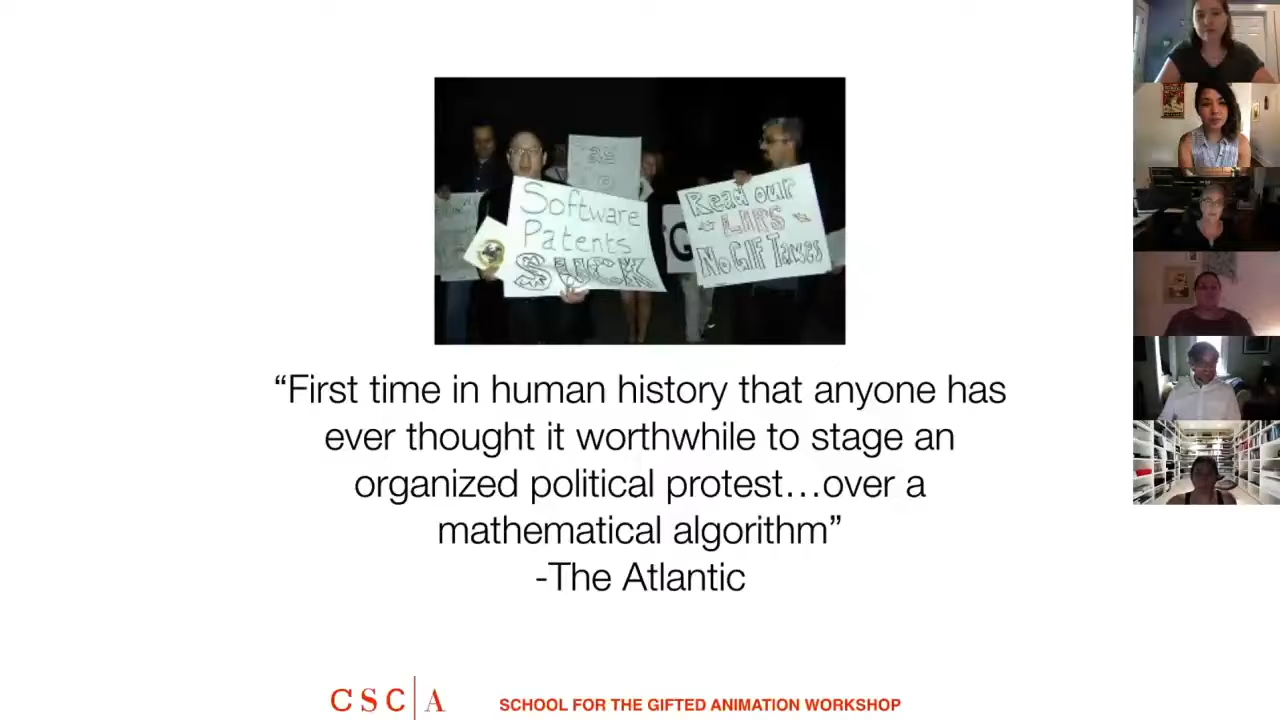 Software
Patents
SUCK
Read our
LIPS
No GIF Taxes
G
“First time in human history that anyone has
ever thought it worthwhile to stage an
organized political protest…over a
mathematical algorithm”
-The Atlantic
CSC|A
SCHOOL FOR THE GIFTED ANIMATION WORKSHOP